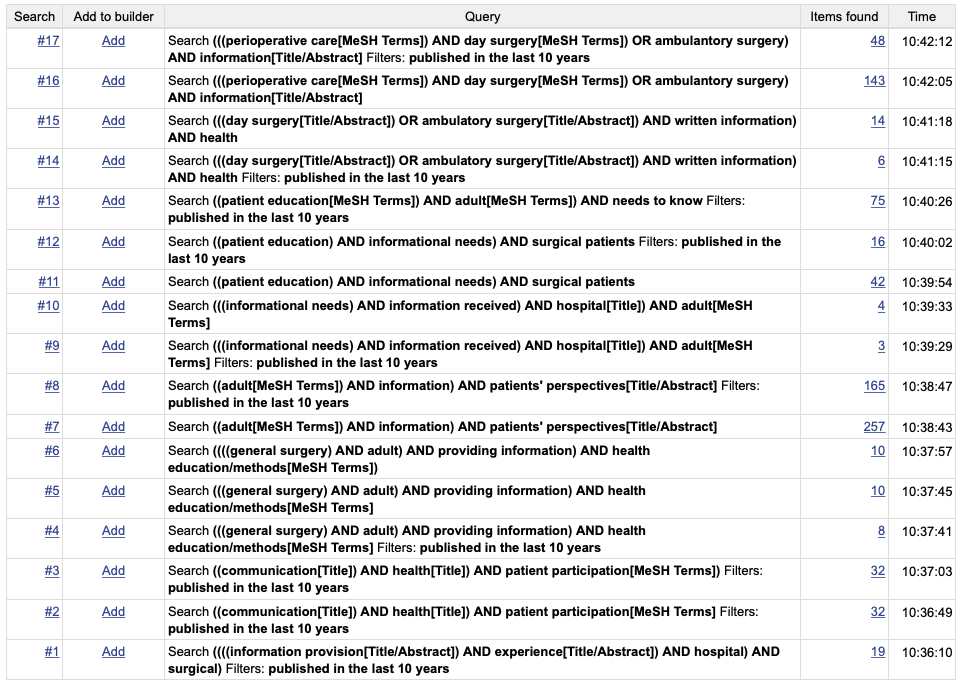 Search Add to builder Query Items found Time
#17 Add Search (((perioperative care[MeSH Terms]) AND day surgery[MeSH Terms]) OR ambulantory surgery) 48 10:42:12
AND information[Title/Abstract] Filters: published in the last 10 years
#16 Add Search (((perioperative care[MeSH Terms]) AND day surgery[MeSH Terms]) OR ambulantory surgery) 143 10:42:05
AND information[Title/Abstract]
#15 Add Search (((day surgery[Title/Abstract]) OR ambulatory surgery[Title/Abstract]) AND written information) 14 10:41:18
AND health
#14 Add Search (((day surgery[Title/Abstract]) OR ambulatory surgery[Title/Abstract]) AND written information) 6 10:41:15
AND health Filters: published in the last 10 years
#13 Add Search ((patient education[MeSH Terms]) AND adult[MeSH Terms]) AND needs to know Filters: 75 10:40:26
published in the last 10 years
#12 Add Search ((patient education) AND informational needs) AND surgical patients Filters: published in the 16 10:40:02
last 10 years
#11 Add Search ((patient education) AND informational needs) AND surgical patients 42 10:39:54
#10 Add Search (((informational needs) AND information received) AND hospital[Title]) AND adult[MeSH 4 10:39:33
Terms]
#9 Add Search (((informational needs) AND information received) AND hospital[Title]) AND adult[MeSH 3 10:39:29
Terms] Filters: published in the last 10 years
#8 Add Search ((adult[MeSH Terms]) AND information) AND patients' perspectives[Title/Abstract] Filters: 165 10:38:47
published in the last 10 years
#7 Add Search ((adult[MeSH Terms]) AND information) AND patients' perspectives[Title/Abstract] 257 10:38:43
#6 Add Search ((((general surgery) AND adult) AND providing information) AND health 10 10:37:57
education/methods[MeSH Terms])
#5 Add Search (((general surgery) AND adult) AND providing information) AND health 10 10:37:45
education/methods[MeSH Terms]
#4 Add Search (((general surgery) AND adult) AND providing information) AND health 8 10:37:41
education/methods[MeSH Terms] Filters: published in the last 10 years
#3 Add Search ((communication[Title]) AND health[Title]) AND patient participation[MeSH Terms]) Filters: 32 10:37:03
published in the last 10 years
#2 Add Search ((communication[Title]) AND health[Title]) AND patient participation[MeSH Terms] Filters: 32 10:36:49
published in the last 10 years
#1 Add Search ((((information provision[Title/Abstract]) AND experience[Title/Abstract]) AND hospital) AND 19 10:36:10
surgical) Filters: published in the last 10 years